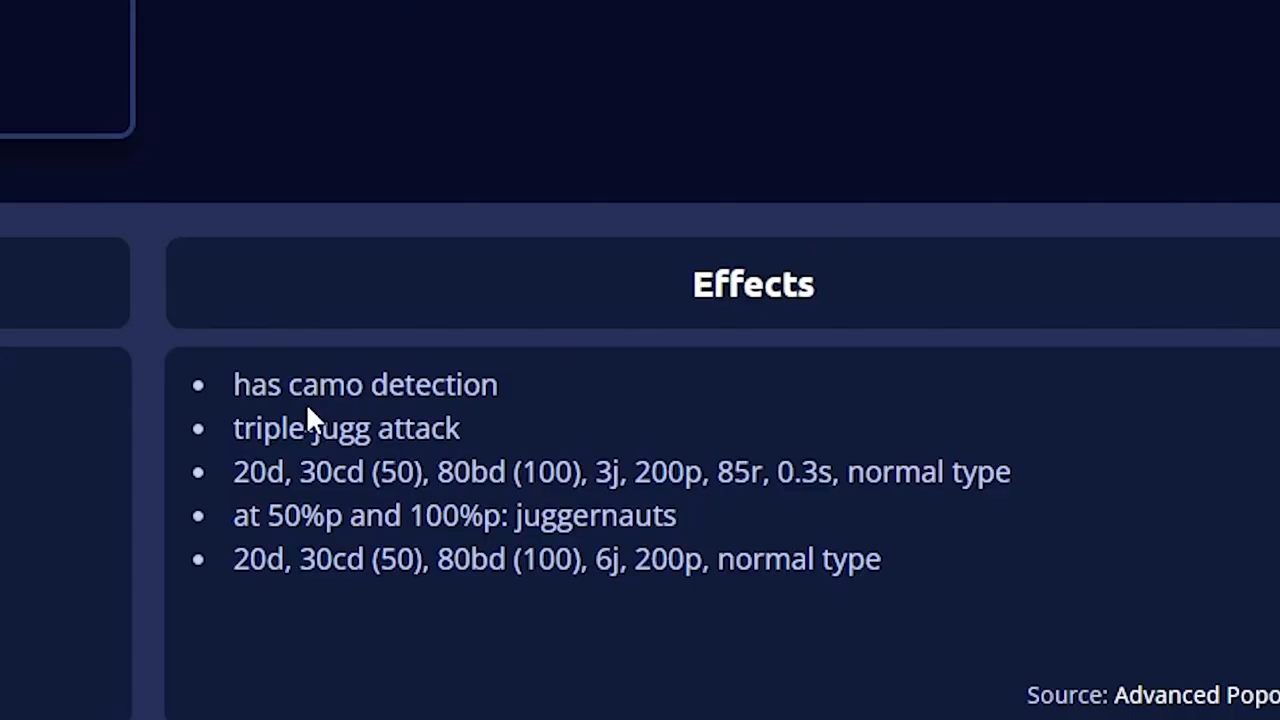 Effects
has camo detection
triple jugg attack
20d, 30cd (50), 80bd (100), 3j, 200p, 85r, 0.3s, normal type
at 50%p and 100%p: juggernauts
20d, 30cd (50), 80bd (100), 6j, 200p, normal type
Source: Advanced Popo